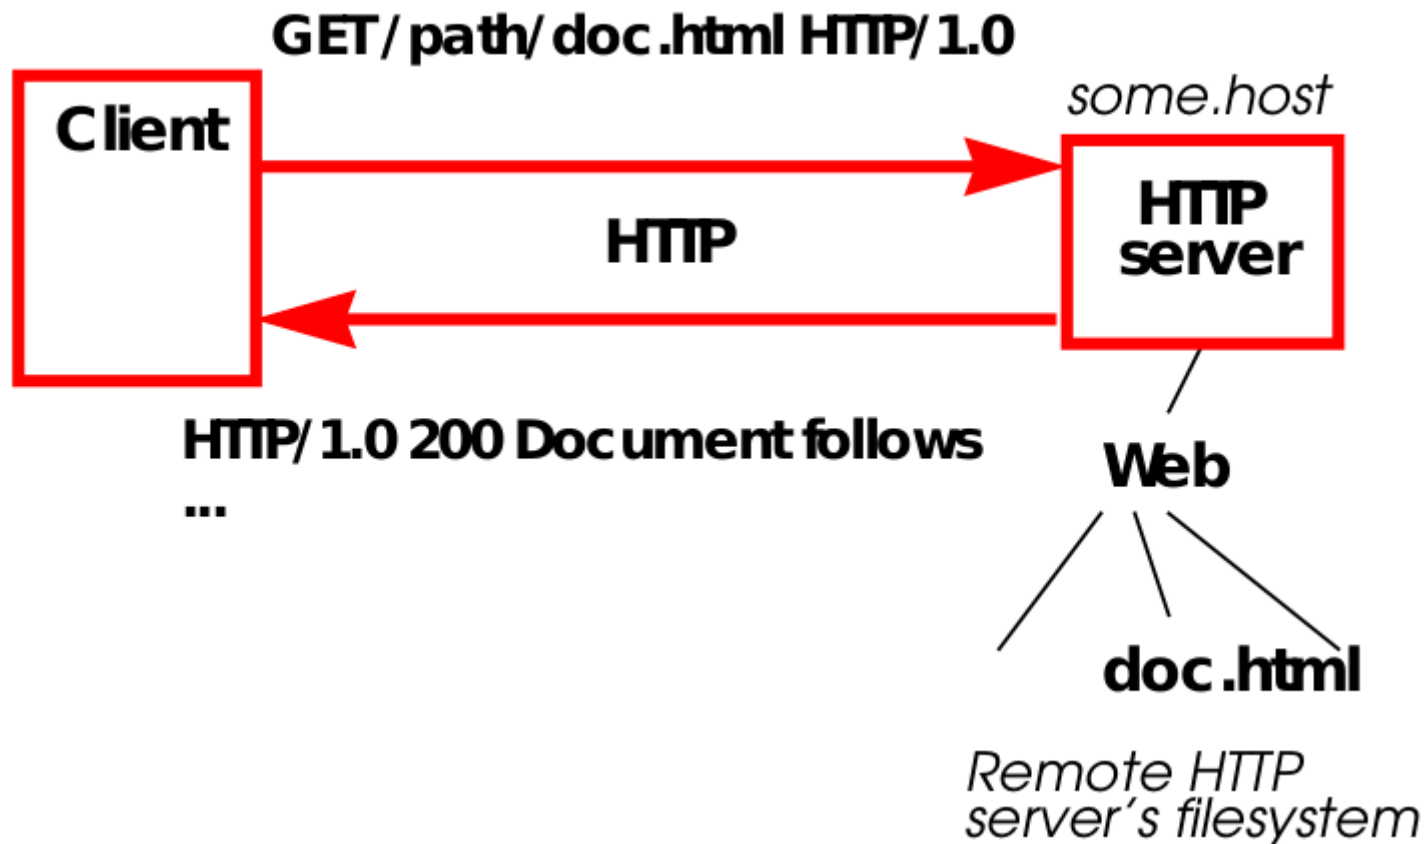 GET/path/doc.html HTTP/1.0
some.host
Client
HTTP
server
HTTP
HTTP/1.0 200 Document follows
...
Web
doc.html
Remote HTTP
server's filesystem